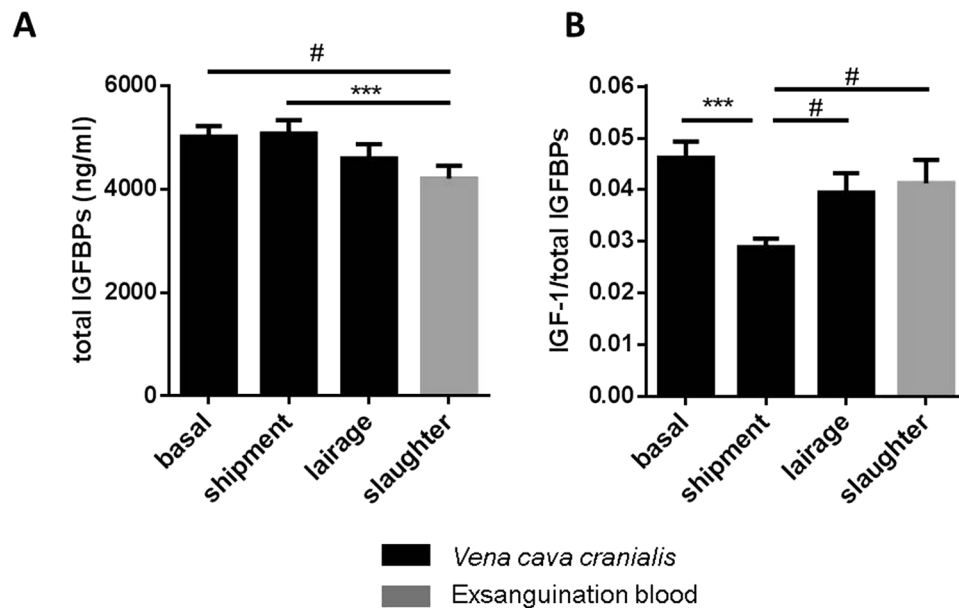 A
B
#
6000
***
4000
2000
0
total IGFBPs (ng/ml)
basal
shipment
lairage
slaughter
#
0.06
***
#
0.05
0.04
0.03
0.02
0.01
0.00
IGF-1/total IGFBPs
basal
shipment
lairage
slaughter
Vena cava cranialis
Exsanguination blood